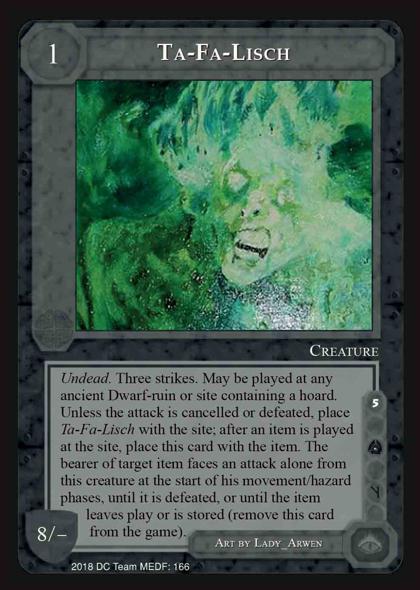 1
TA-FA-LISCH
CREATURE
Undead. Three strikes. May be played at any
ancient Dwarf-ruin or site containing a hoard.
Unless the attack is cancelled or defeated, place
Ta-Fa-Lisch with the site; after an item is played
at the site, place this card with the item. The
bearer of target item faces an attack alone from
this creature at the start of his movement/hazard
phases, until it is defeated, or until the item
leaves play or is stored (remove this card
from the game).
5
8/–
ART BY LADY_ARWEN
2018 DC Team MEDF: 166